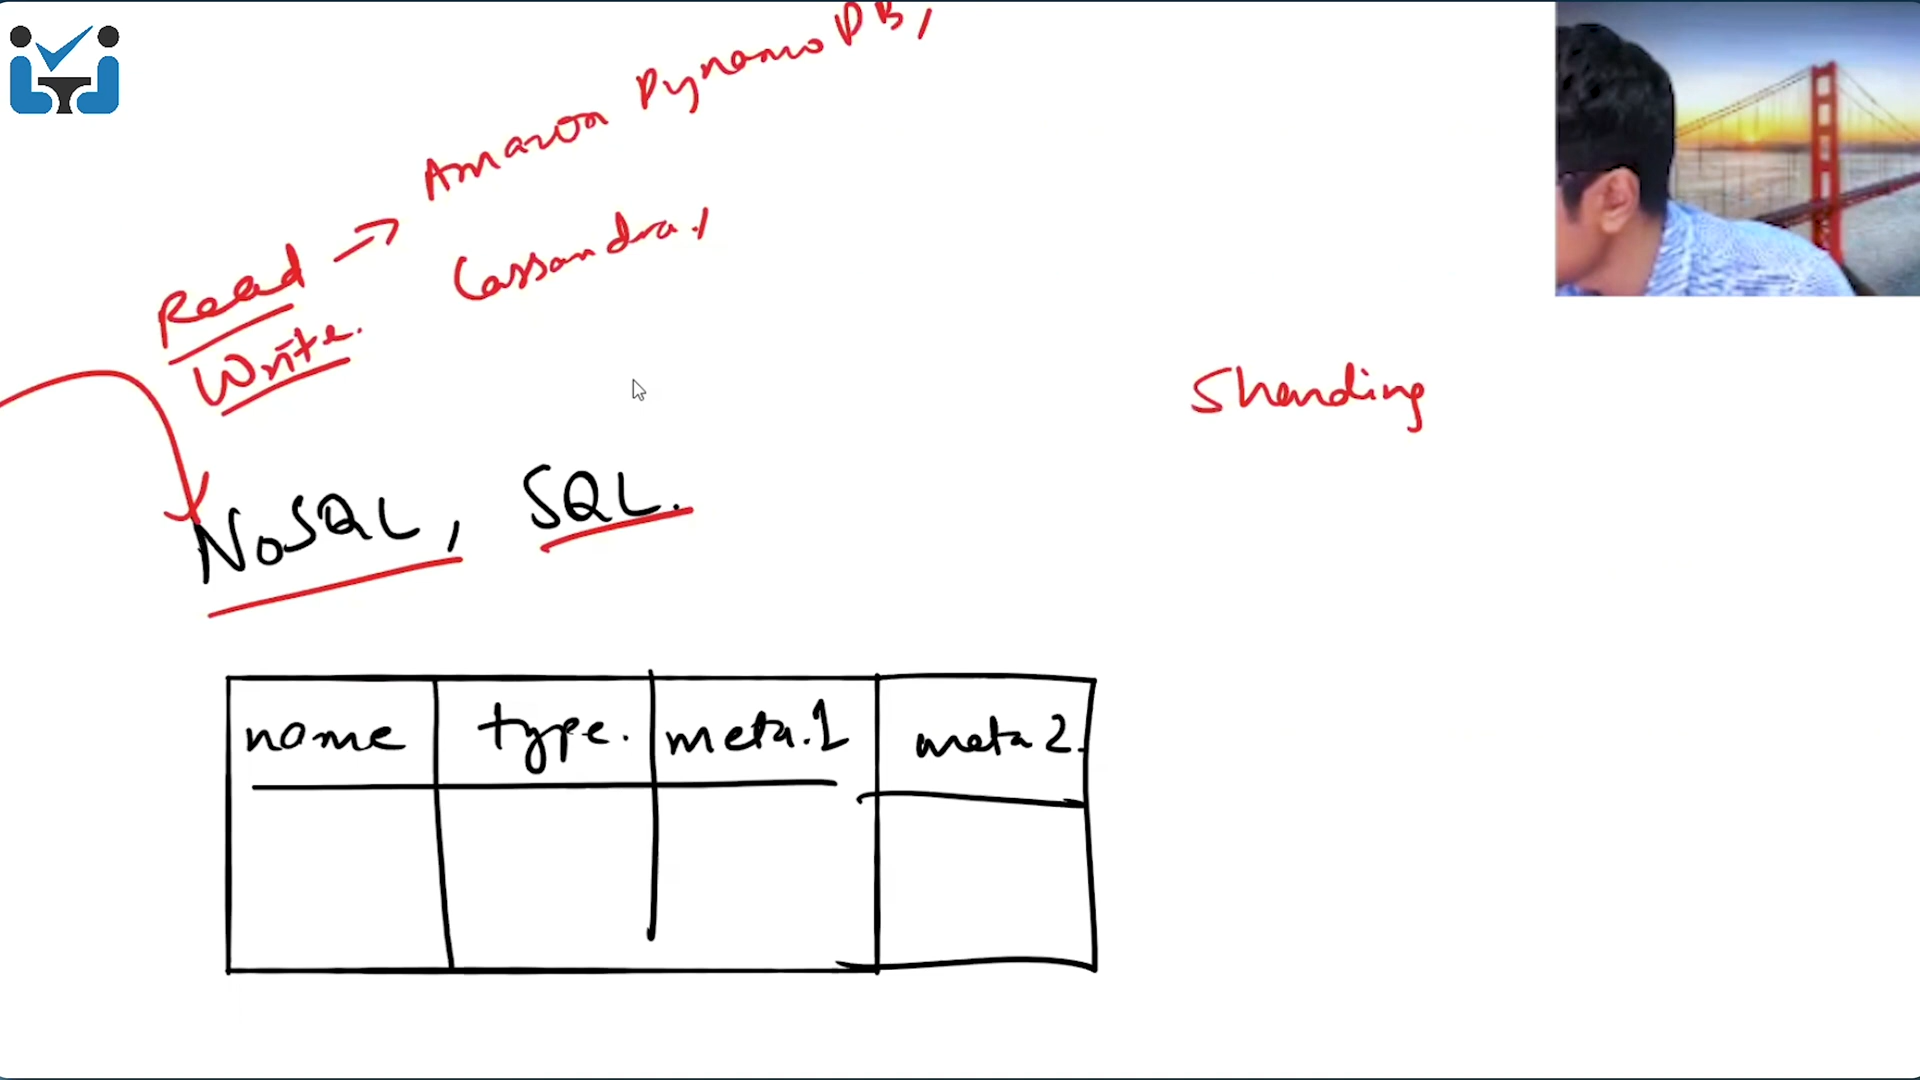 Amazon DynamoDB,
Read → Cassandra,
Write.
Sharding
NoSQL, SQL.
name type. meta.1 meta 2.